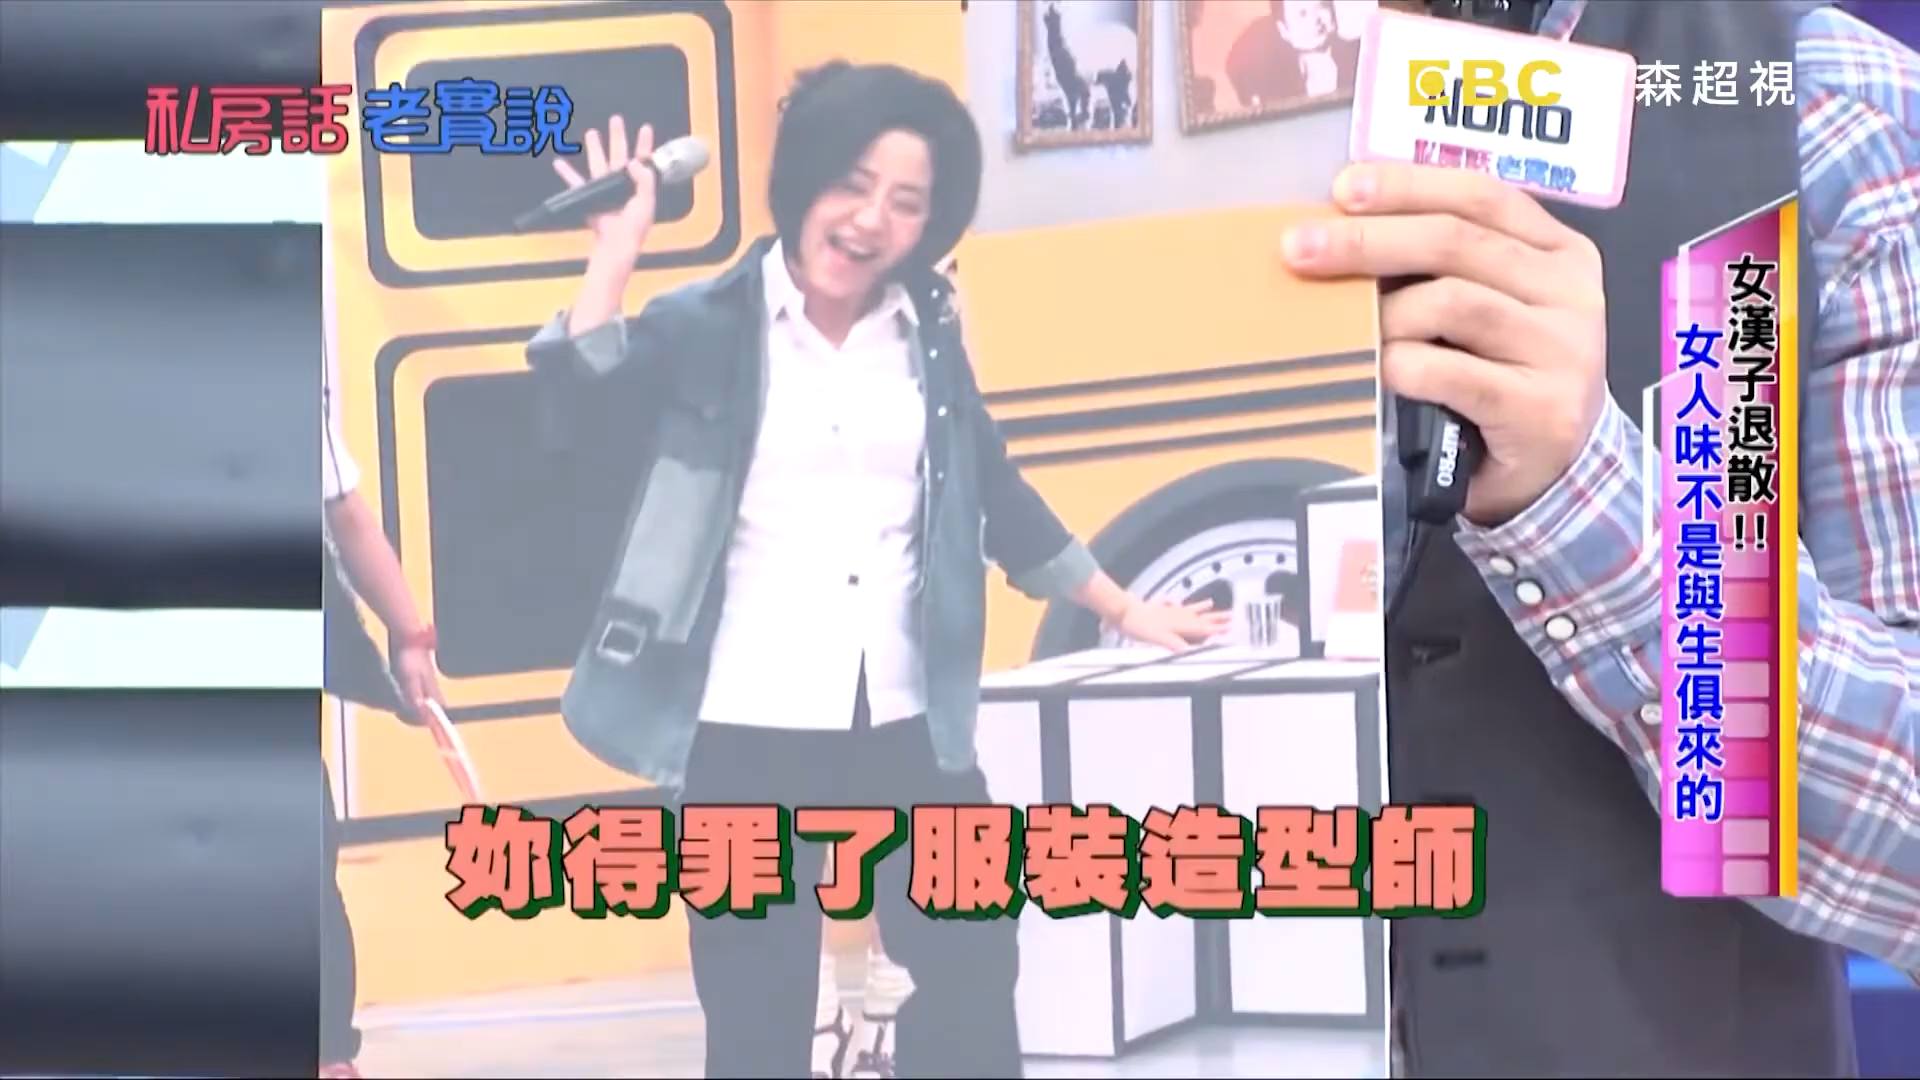 私房話老實說
EBC 森超視
NONO
私房話老實說
女漢子退散!!
女人味不是與生俱來的
MIPRO
妳得罪了服裝造型師